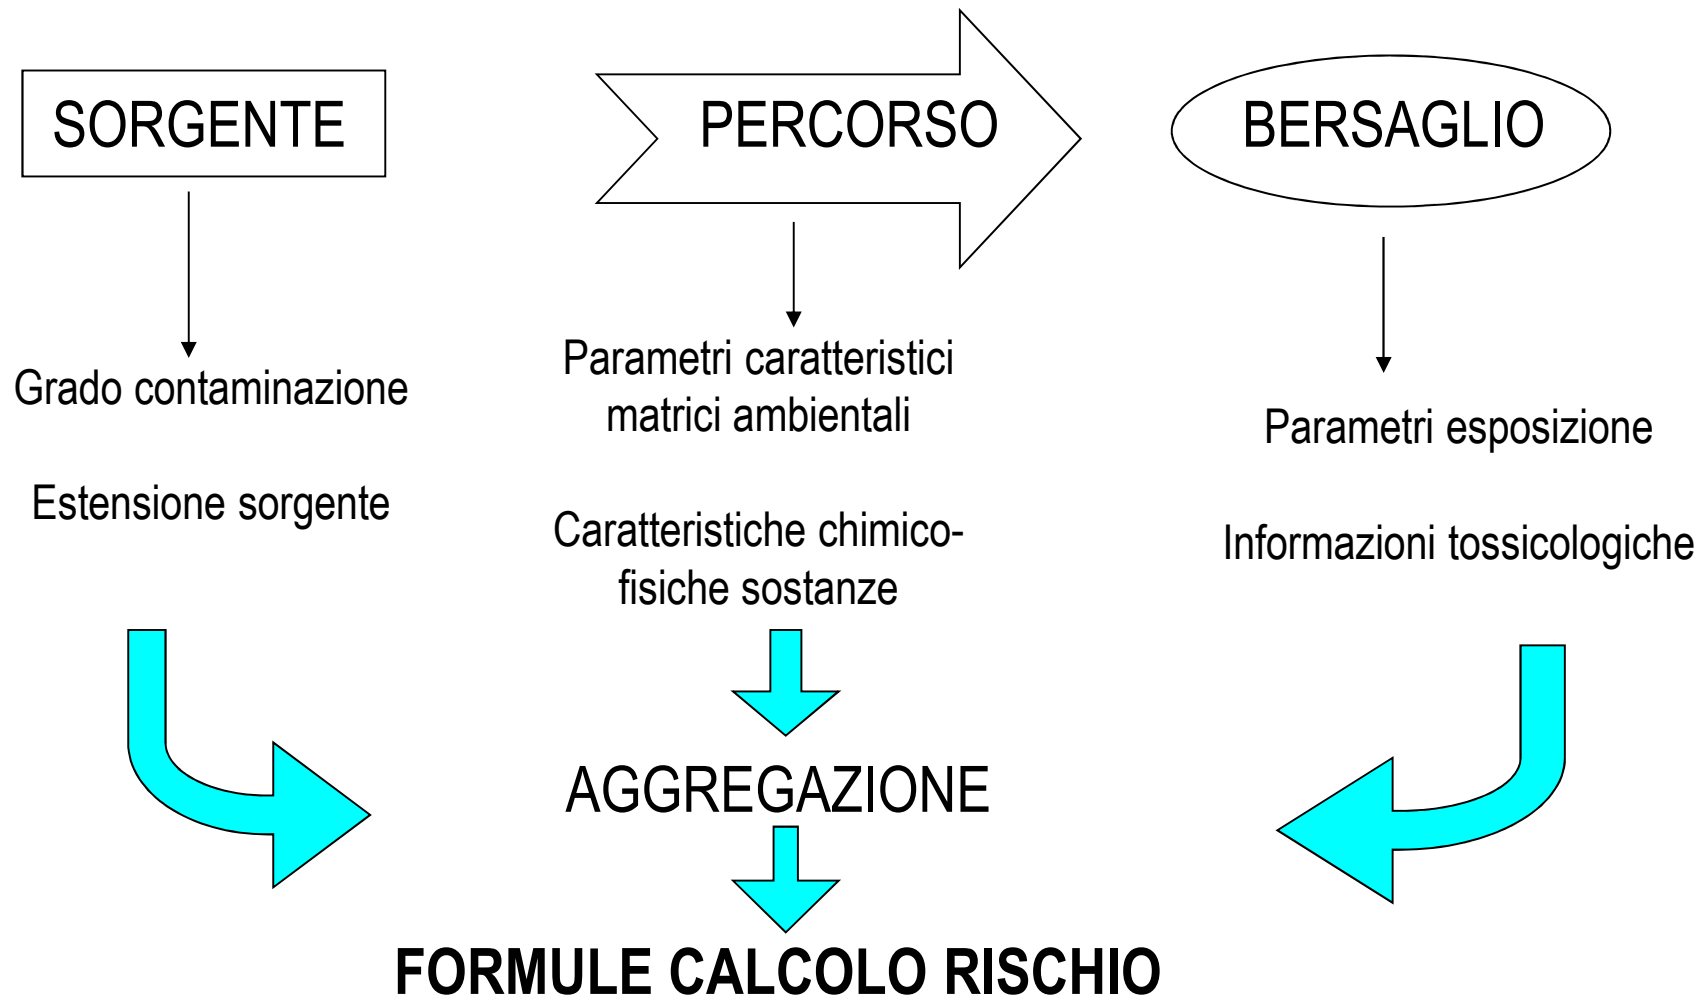 SORGENTE
PERCORSO
BERSAGLIO
Grado contaminazione
Estensione sorgente
Parametri caratteristici
matrici ambientali
Caratteristiche chimico-
fisiche sostanze
Parametri esposizione
Informazioni tossicologiche
AGGREGAZIONE
FORMULE CALCOLO RISCHIO